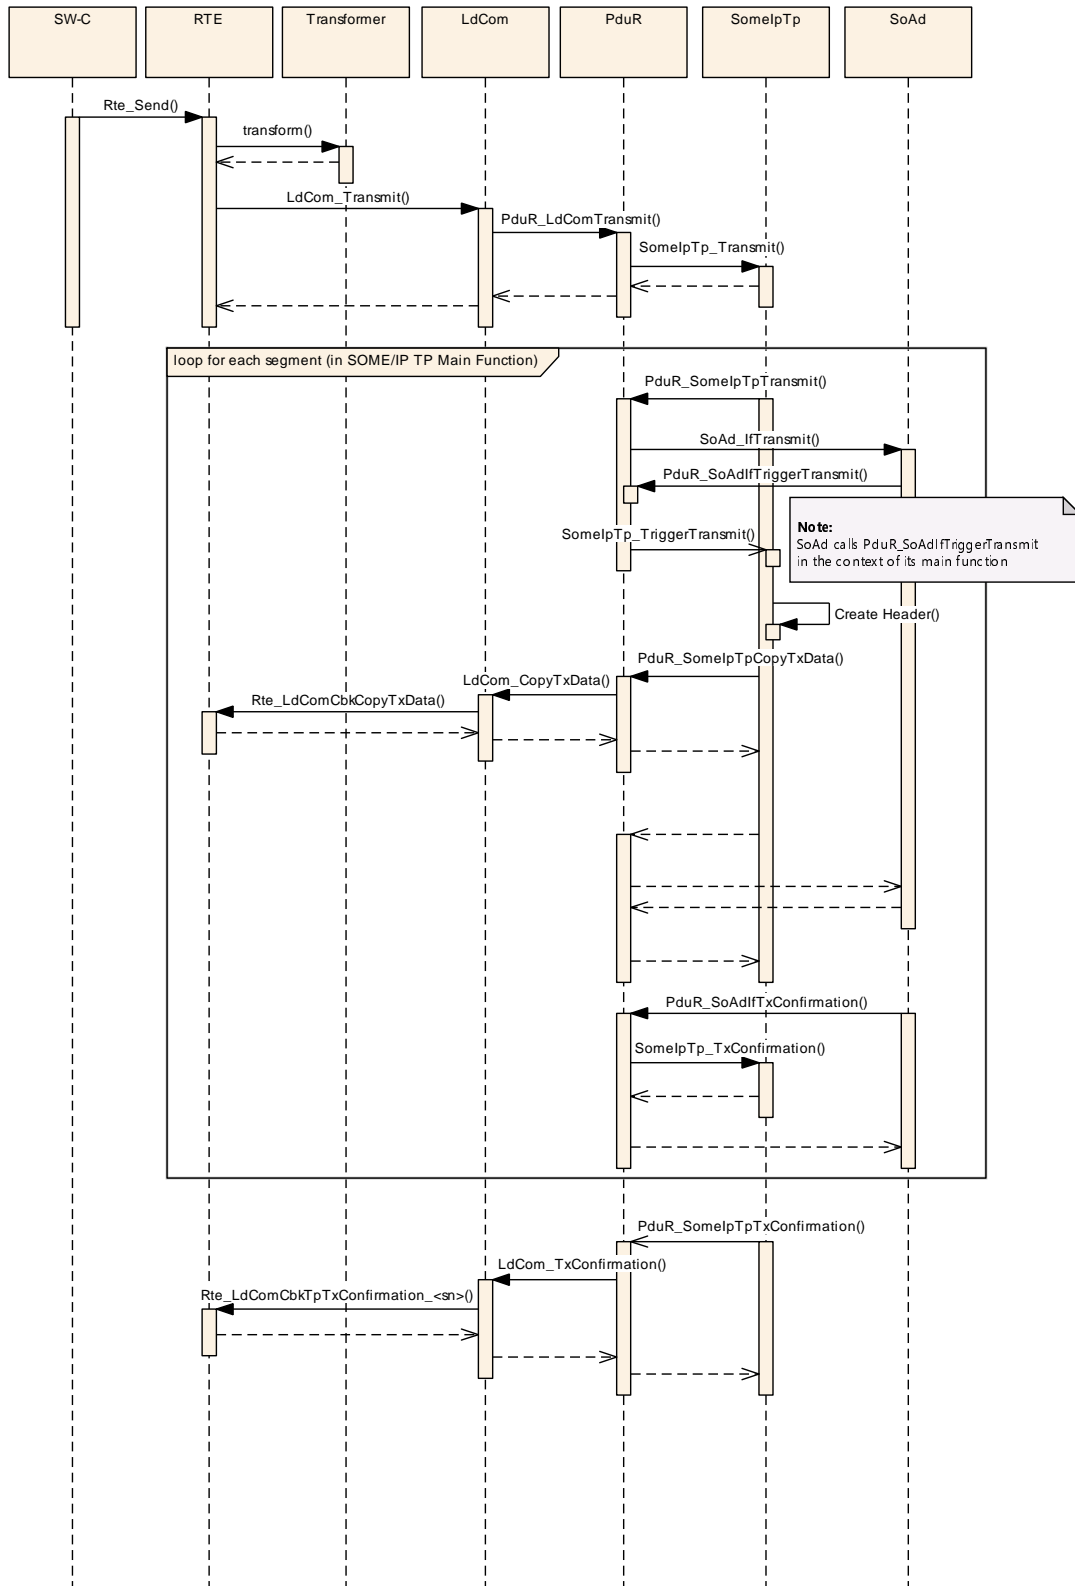 SW-C
RTE
Transformer
LdCom
PduR
SomeIpTp
SoAd
Rte_Send()
transform()
LdCom_Transmit()
PduR_LdComTransmit()
SomeIpTp_Transmit()
loop for each segment (in SOME/IP TP Main Function)
PduR_SomeIpTpTransmit()
SoAd_IfTransmit()
PduR_SoAdIfTriggerTransmit()
Note:
SoAd calls PduR_SoAdIfTriggerTransmit
in the context of its main function
SomeIpTp_TriggerTransmit()
Create Header()
PduR_SomeIpTpCopyTxData()
LdCom_CopyTxData()
Rte_LdComCbkCopyTxData()
PduR_SoAdIfTxConfirmation()
SomeIpTp_TxConfirmation()
PduR_SomeIpTpTxConfirmation()
LdCom_TxConfirmation()
Rte_LdComCbkTpTxConfirmation_<sn>()